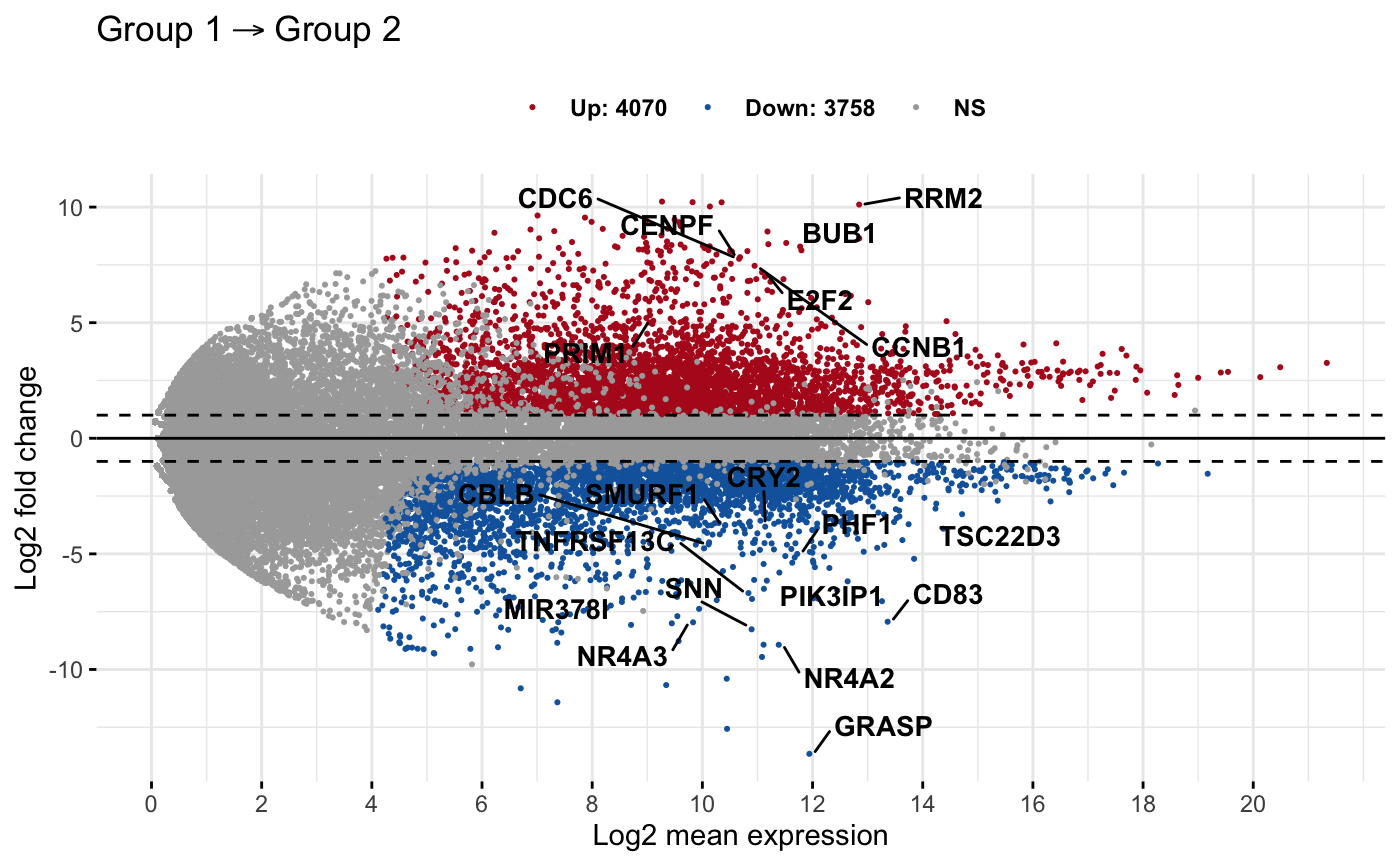 Group 1 → Group 2
Up: 4070 Down: 3758 NS
CDC6
RRM2
CENPF
BUB1
E2F2
PRIM1
CCNB1
CRY2
CBLB
SMURF1
PHF1
TNFRSF13C
TSC22D3
SNN
PIK3IP1
CD83
MIR378I
NR4A3
NR4A2
GRASP
10
5
0
-5
-10
Log2 fold change
0 2 4 6 8 10 12 14 16 18 20
Log2 mean expression